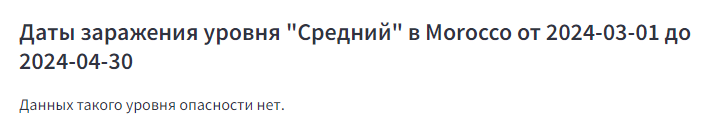 Даты заражения уровня "Средний" в Morocco от 2024-03-01 до
2024-04-30
Данных такого уровня опасности нет.